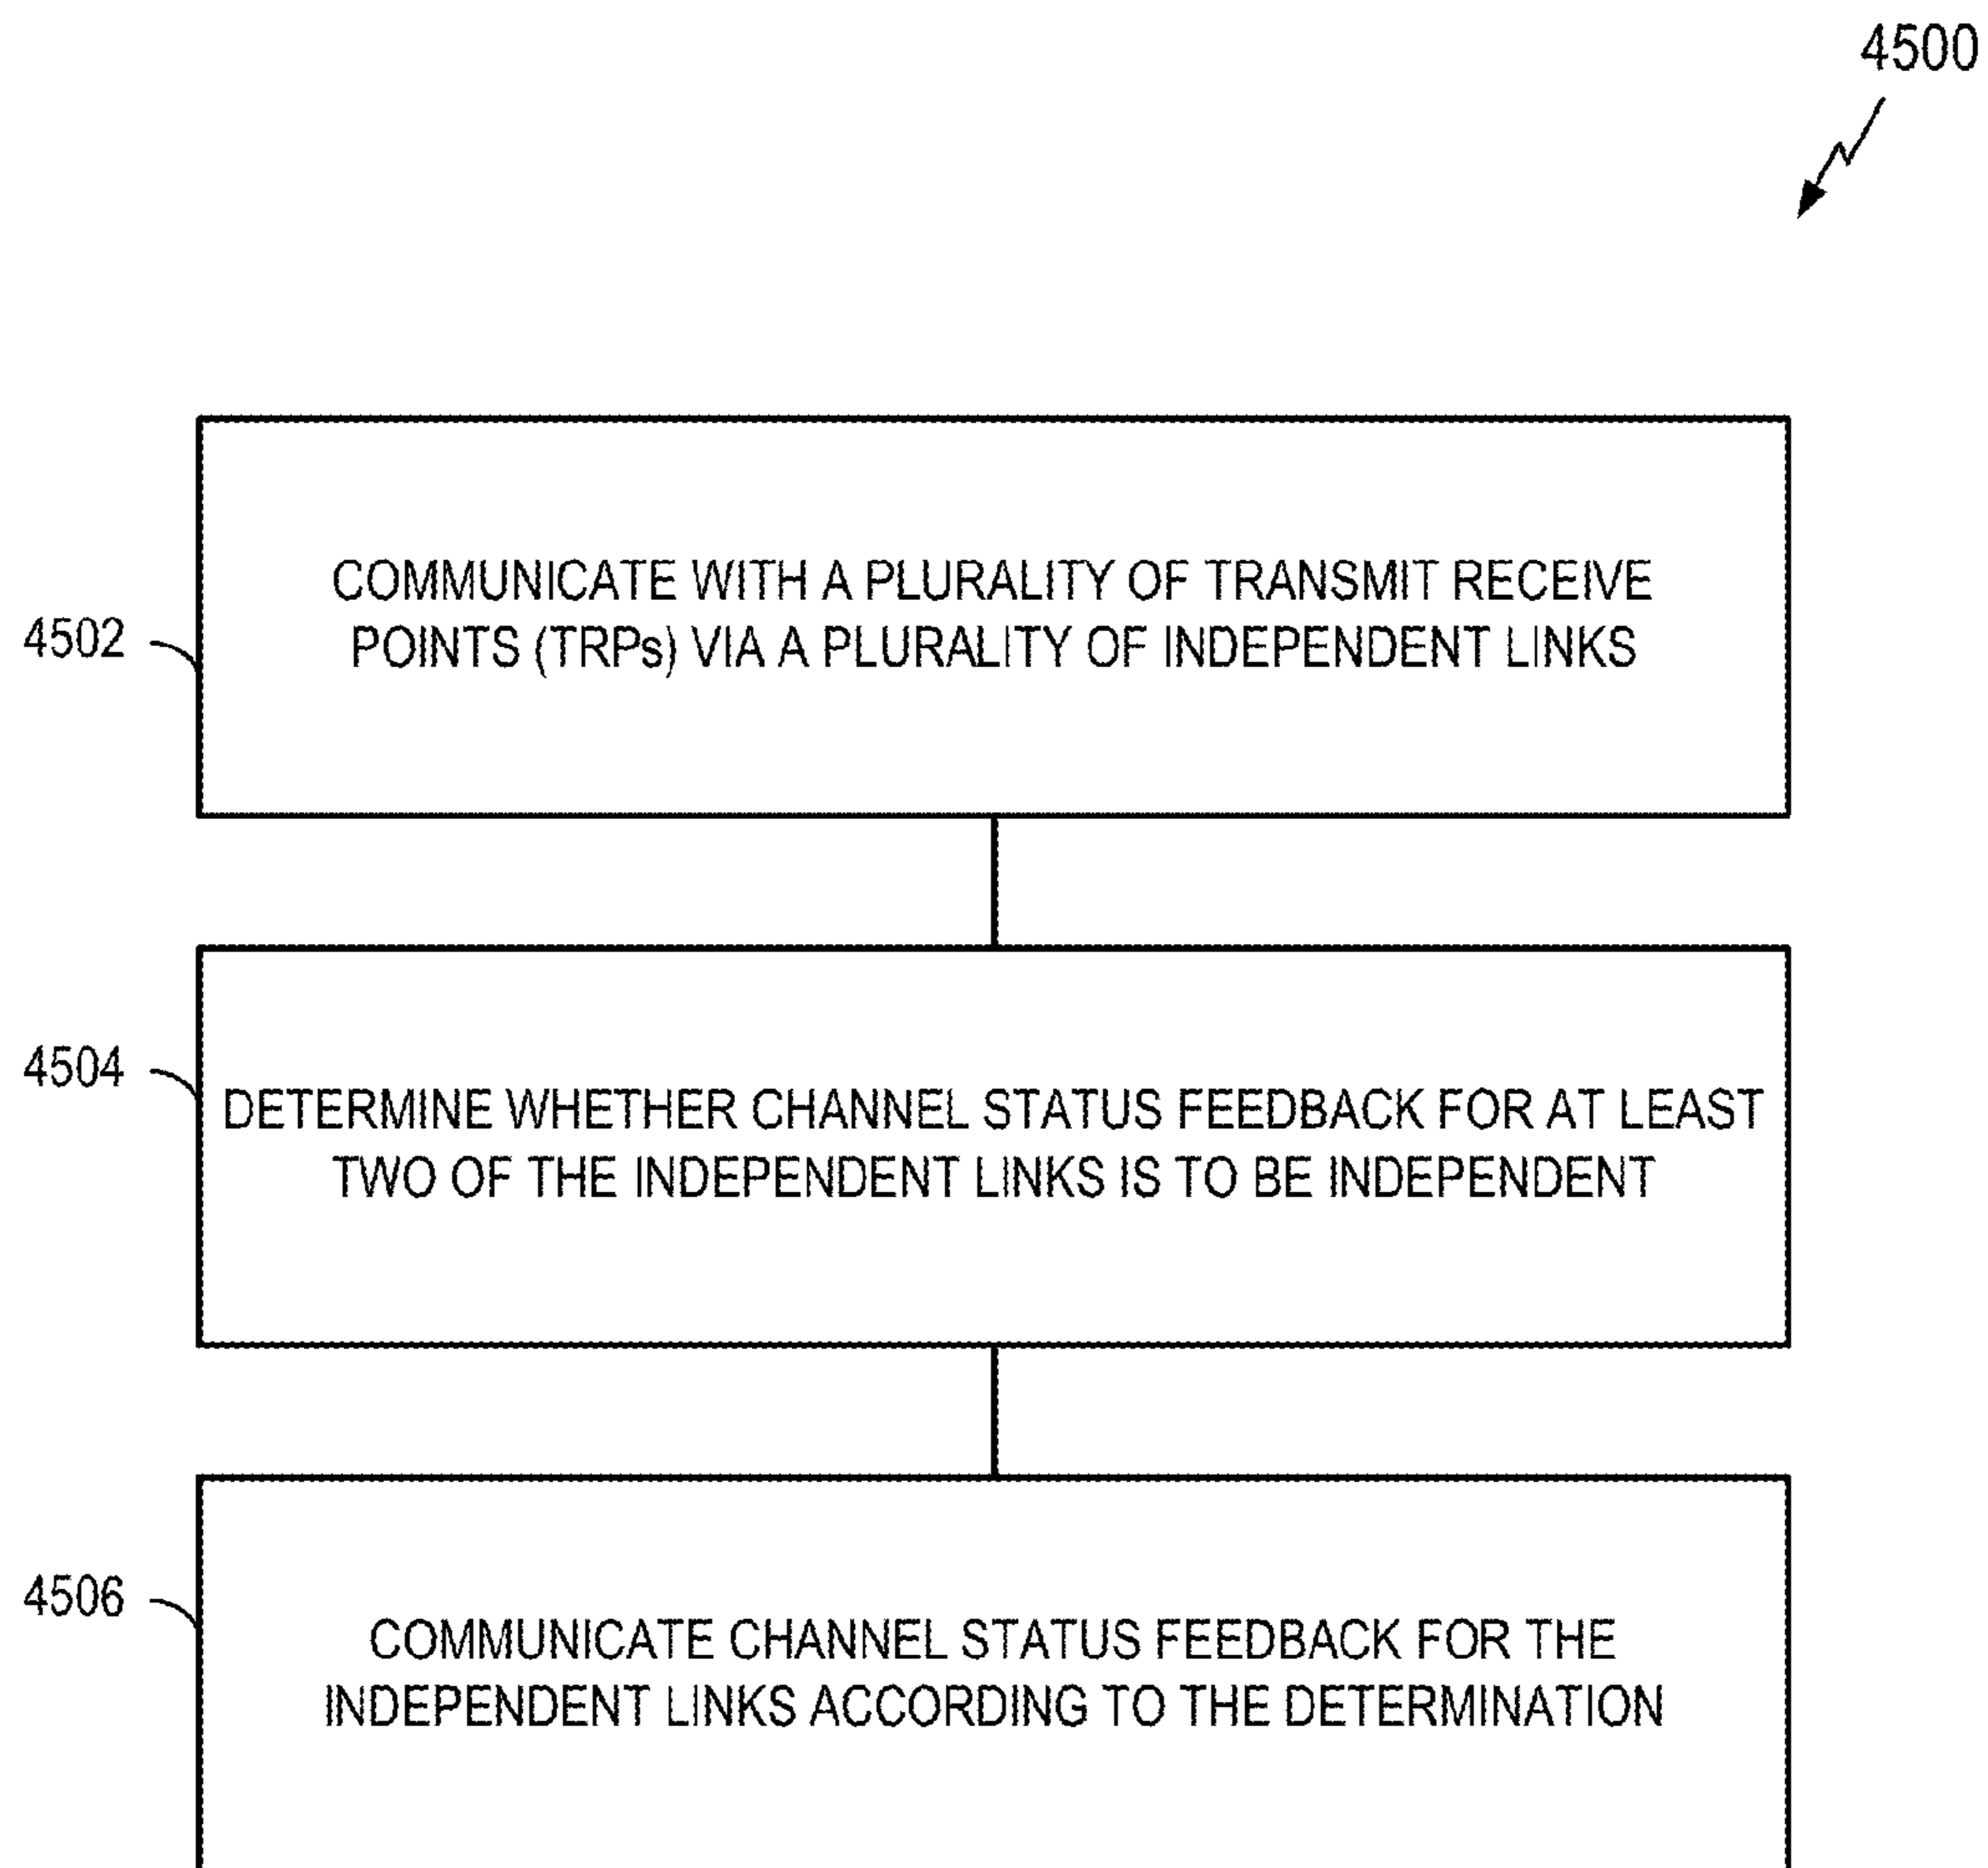 4500
4502
COMMUNICATE WITH A PLURALITY OF TRANSMIT RECEIVE
POINTS (TRPs) VIA A PLURALITY OF INDEPENDENT LINKS
4504
DETERMINE WHETHER CHANNEL STATUS FEEDBACK FOR AT LEAST
TWO OF THE INDEPENDENT LINKS IS TO BE INDEPENDENT
4506
COMMUNICATE CHANNEL STATUS FEEDBACK FOR THE
INDEPENDENT LINKS ACCORDING TO THE DETERMINATION